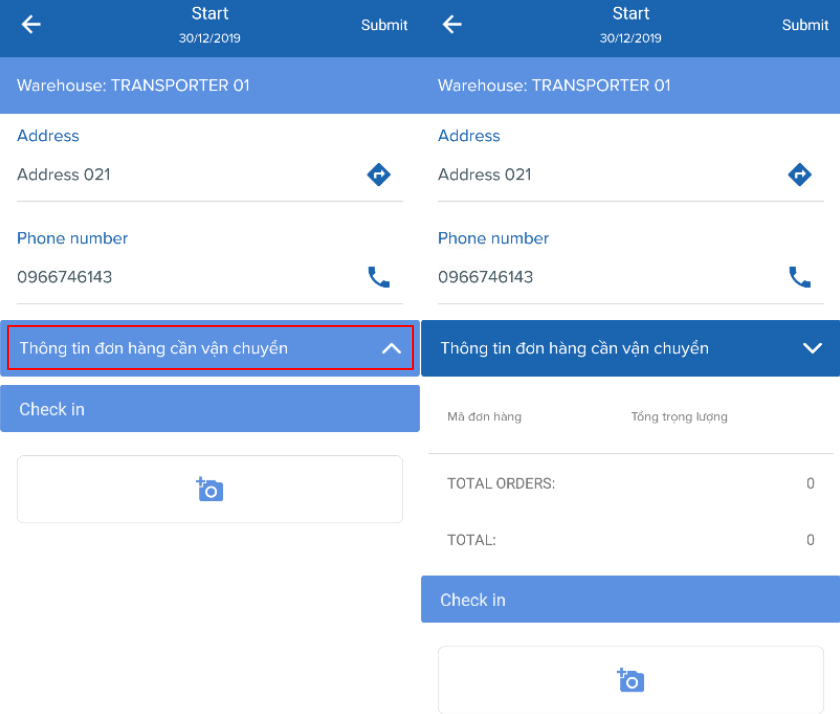 Start
30/12/2019
Submit
Warehouse: TRANSPORTER 01
Address
Address 021
Phone number
0966746143
Thông tin đơn hàng cần vận chuyển
Check in
Start
30/12/2019
Submit
Warehouse: TRANSPORTER 01
Address
Address 021
Phone number
0966746143
Thông tin đơn hàng cần vận chuyển
Mã đơn hàng
Tổng trọng lượng
TOTAL ORDERS:
0
TOTAL:
0
Check in